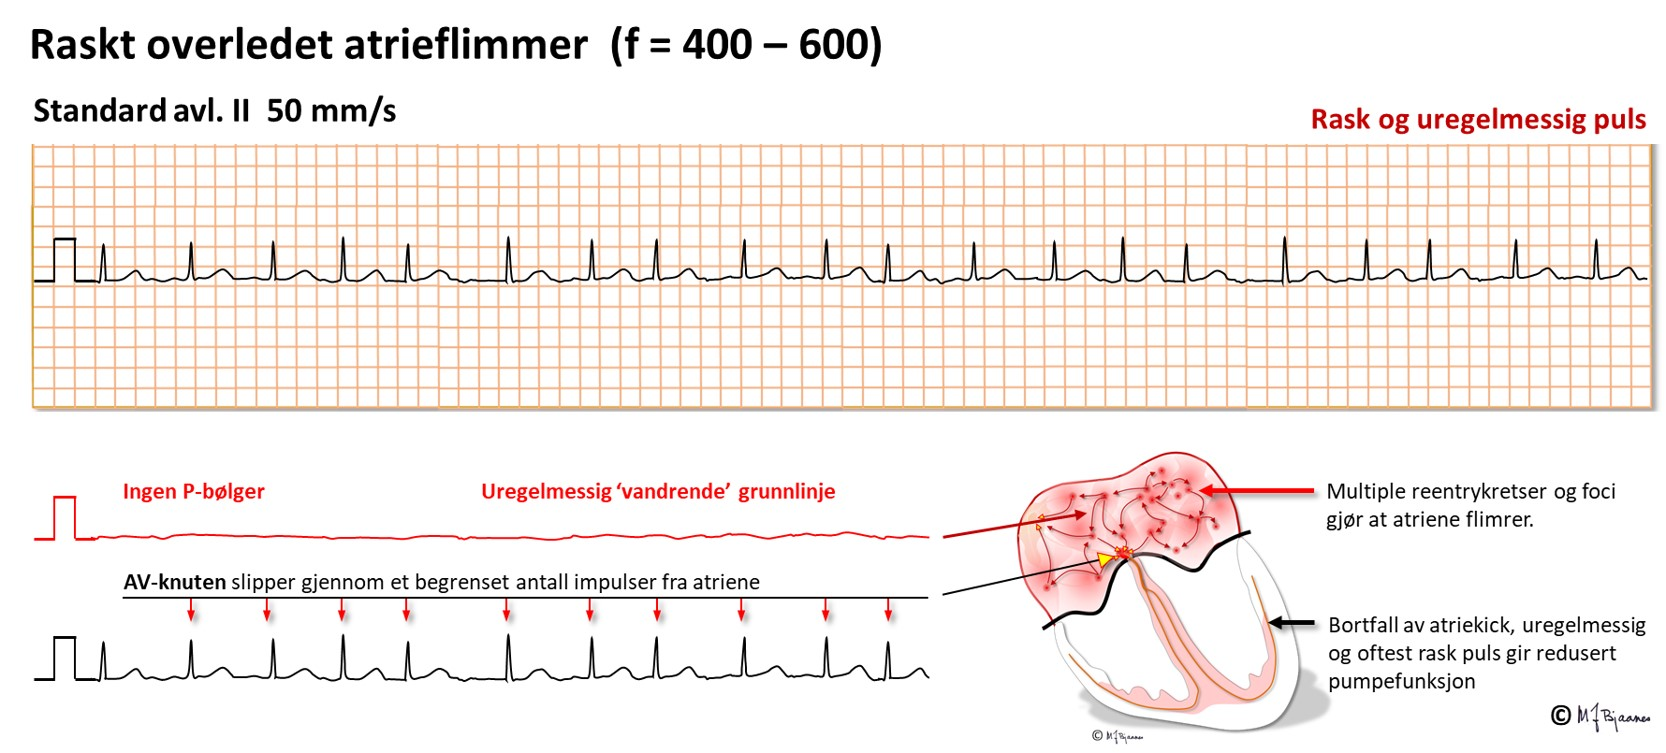 Raskt overledet atrieflimmer (f = 400 – 600)
Standard avl. II 50 mm/s
Rask og uregelmessig puls
Ingen P-bølger
Uregelmessig ‘vandrende’ grunnlinje
Multiple reentrykretser og foci
gjør at atriene flimrer.
AV-knuten slipper gjennom et begrenset antall impulser fra atriene
Bortfall av atriekick, uregelmessig
og oftest rask puls gir redusert
pumpefunksjon
© MJBjaanes
© MJBjaanes